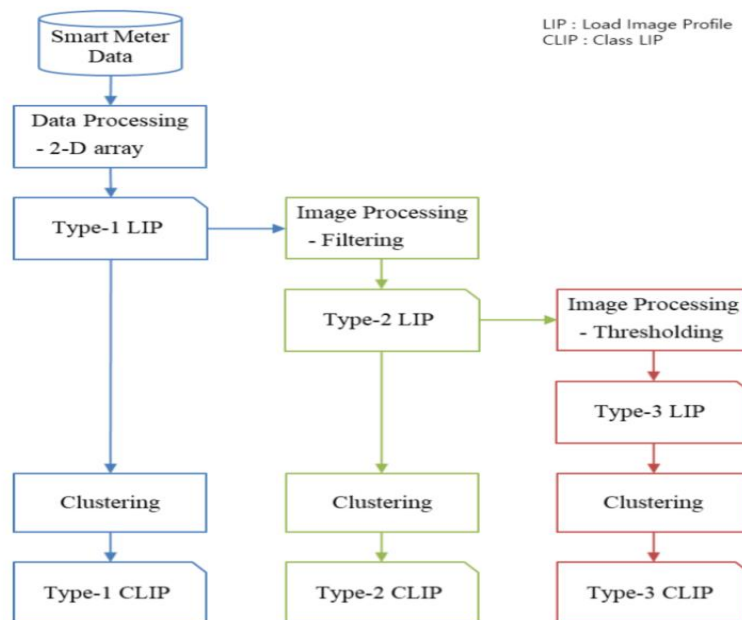 LIP : Load Image Profile
CLIP : Class LIP
Smart Meter
Data
Data Processing
- 2-D array
Type-1 LIP
Image Processing
- Filtering
Type-2 LIP
Image Processing
- Thresholding
Type-3 LIP
Clustering
Clustering
Clustering
Type-1 CLIP
Type-2 CLIP
Type-3 CLIP